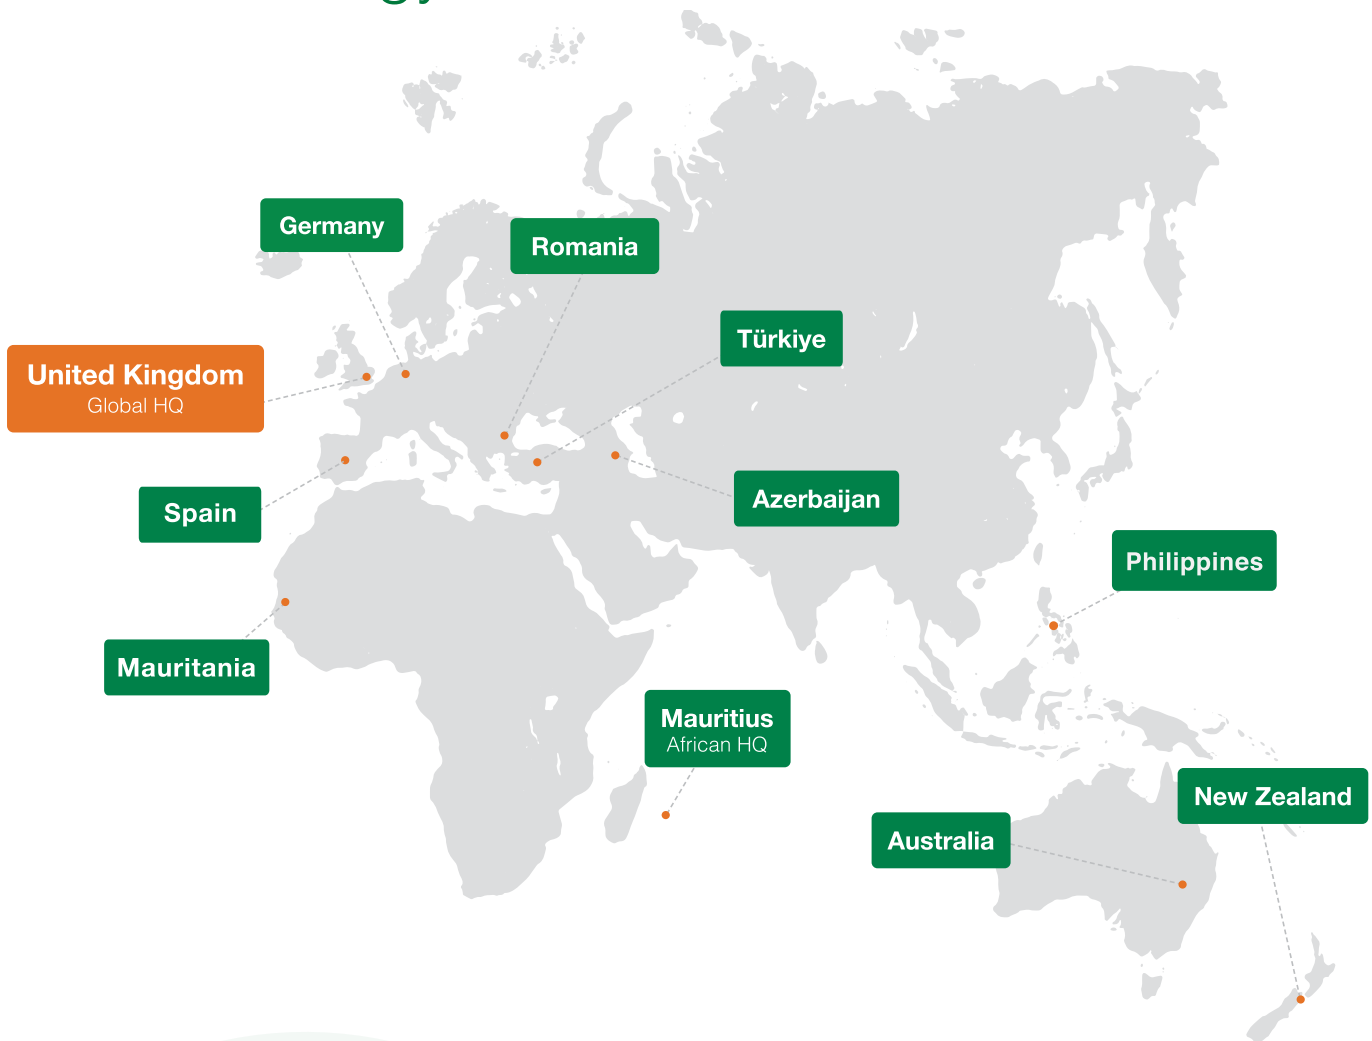 Germany
Romania
Türkiye
United Kingdom
Global HQ
Spain
Azerbaijan
Philippines
Mauritania
Mauritius
African HQ
New Zealand
Australia